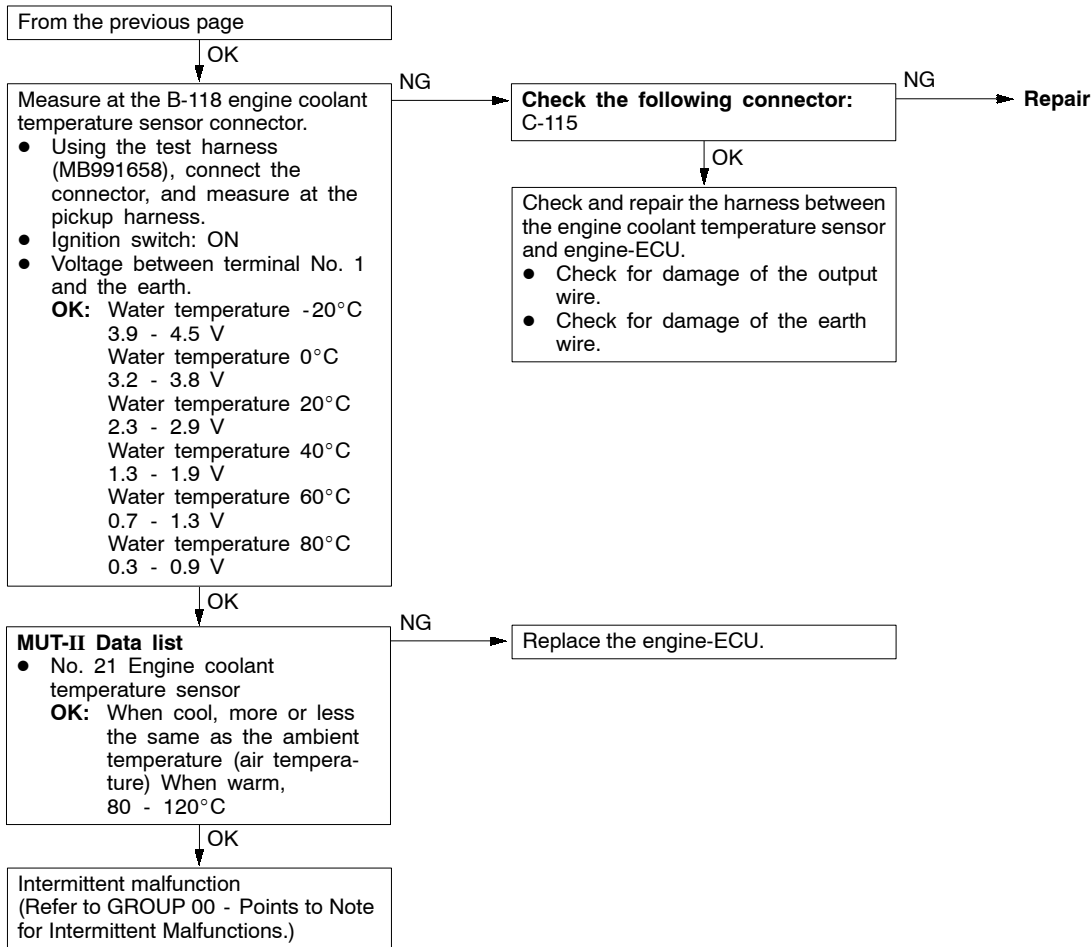 From the previous page
OK
Measure at the B-118 engine coolant
temperature sensor connector.
● Using the test harness
(MB991658), connect the
connector, and measure at the
pickup harness.
● Ignition switch: ON
● Voltage between terminal No. 1
and the earth.
OK: Water temperature -20°C
3.9 - 4.5 V
Water temperature 0°C
3.2 - 3.8 V
Water temperature 20°C
2.3 - 2.9 V
Water temperature 40°C
1.3 - 1.9 V
Water temperature 60°C
0.7 - 1.3 V
Water temperature 80°C
0.3 - 0.9 V
NG
Check the following connector:
C-115
NG
Repair
OK
Check and repair the harness between
the engine coolant temperature sensor
and engine-ECU.
● Check for damage of the output
wire.
● Check for damage of the earth
wire.
OK
MUT-II Data list
● No. 21 Engine coolant
temperature sensor
OK: When cool, more or less
the same as the ambient
temperature (air tempera-
ture) When warm,
80 - 120°C
NG
Replace the engine-ECU.
OK
Intermittent malfunction
(Refer to GROUP 00 - Points to Note
for Intermittent Malfunctions.)